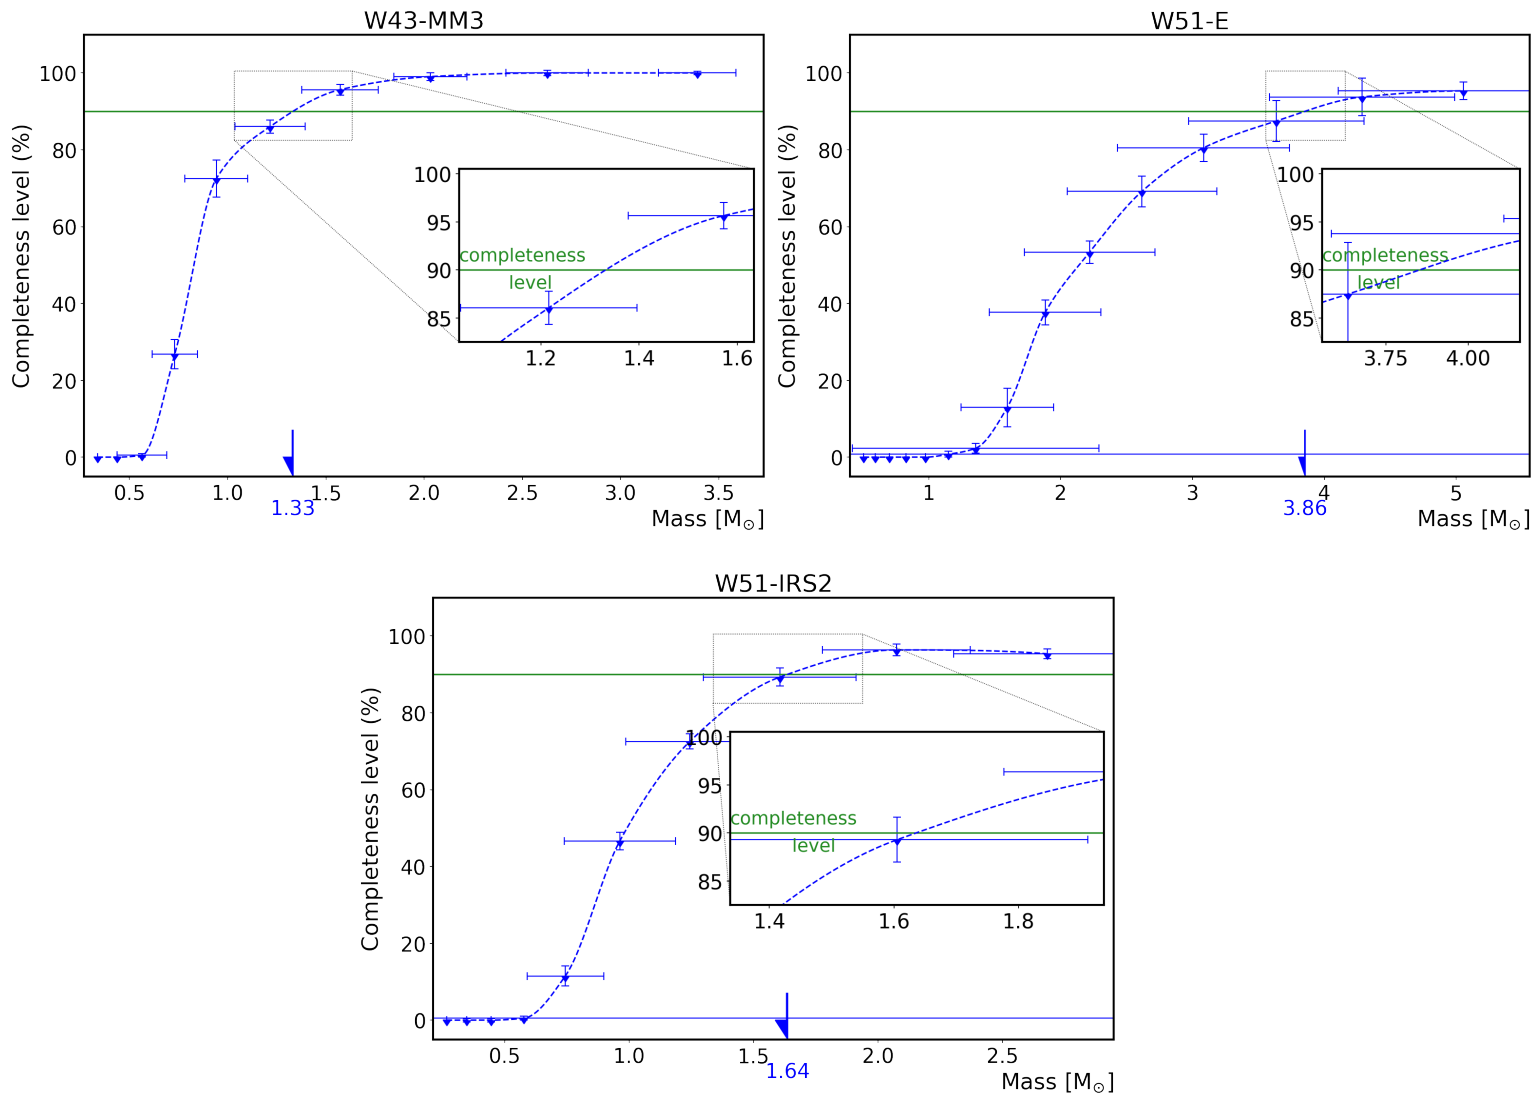 W43-MM3
Completeness level (%)
100
80
60
40
20
0
100
95
90
85
completeness
level
1.2 1.4 1.6
0.5 1.0 1.5 2.0 2.5 3.0 3.5
1.33
Mass [M⊙]
W51-E
Completeness level (%)
100
80
60
40
20
0
100
95
90
85
completeness
level
3.75 4.00
1 2 3 4 5
3.86
Mass [M⊙]
W51-IRS2
Completeness level (%)
100
80
60
40
20
0
100
95
90
85
completeness
level
1.4 1.6 1.8
0.5 1.0 1.5 2.0 2.5
1.64
Mass [M⊙]